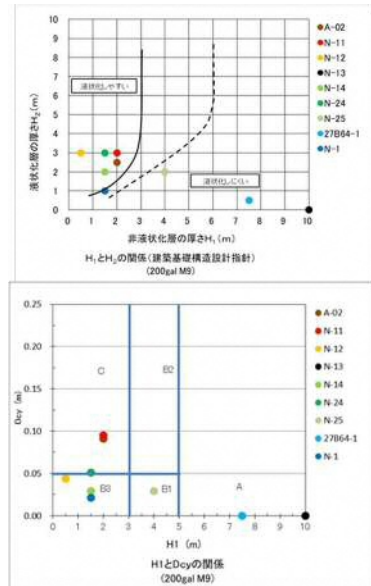 液状化層の厚さH₂(m)
10
9
8
7
6
5
4
3
2
1
0
液状化しやすい
液状化しにくい
0 1 2 3 4 5 6 7 8 9 10
非液状化層の厚さH₁(m)
A-02
N-11
N-12
N-13
N-14
N-24
N-25
27B64-1
N-1
H₁とH₂の関係(建築基礎構造設計指針)
(200gal M9)
Dcy (m)
0.25
0.20
0.15
0.10
0.05
0.00
C
B2
B3
B1
A
0 1 2 3 4 5 6 7 8 9 10
H1 (m)
A-02
N-11
N-12
N-13
N-14
N-24
N-25
27B64-1
N-1
H1とDcyの関係
(200gal M9)